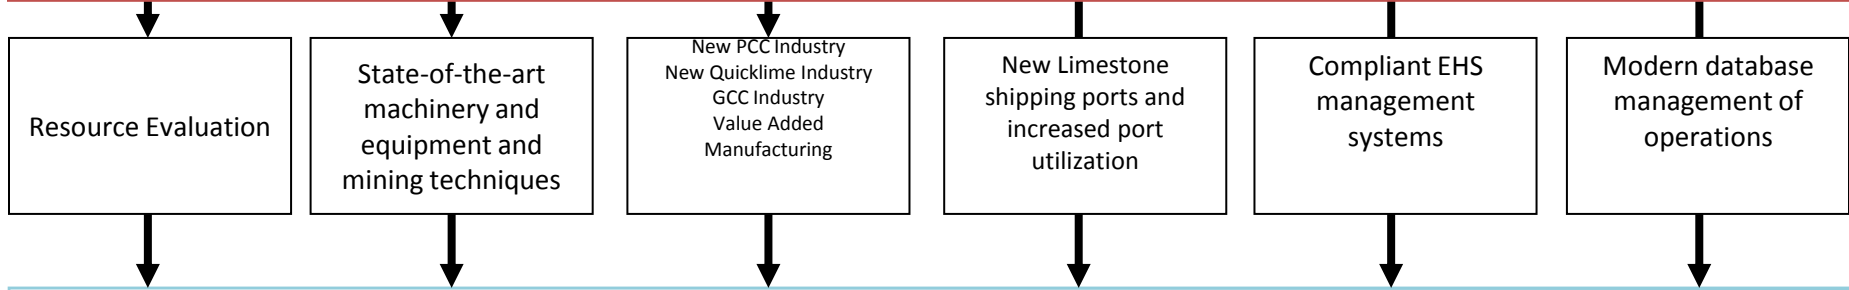 Resource Evaluation
State-of-the-art
machinery and
equipment and
mining techniques
New PCC Industry
New Quicklime Industry
GCC Industry
Value Added
Manufacturing
New Limestone
shipping ports and
increased port
utilization
Compliant EHS
management
systems
Modern database
management of
operations